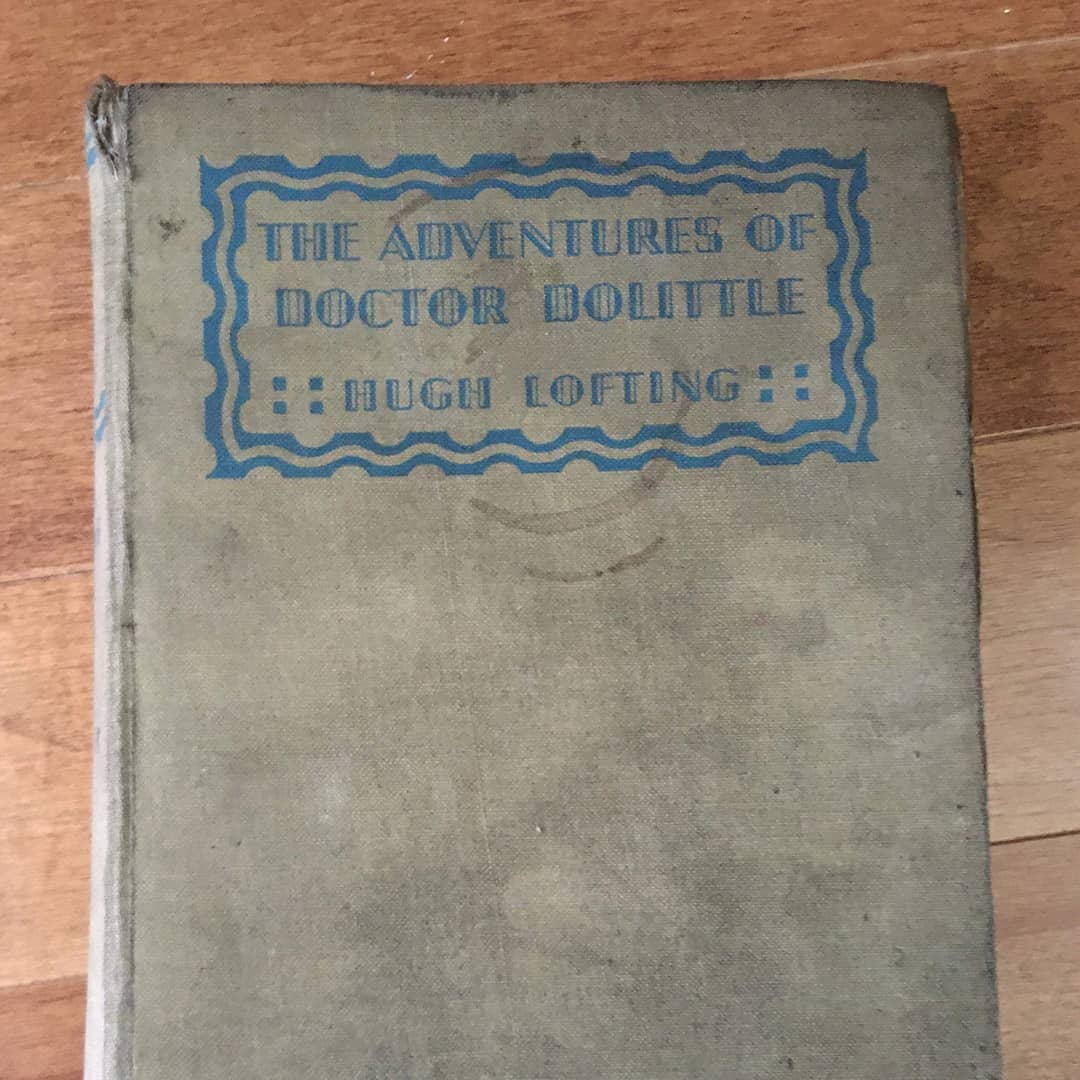 THE ADVENTURES OF
DOCTOR DOLITTLE
HUGH LOFTING